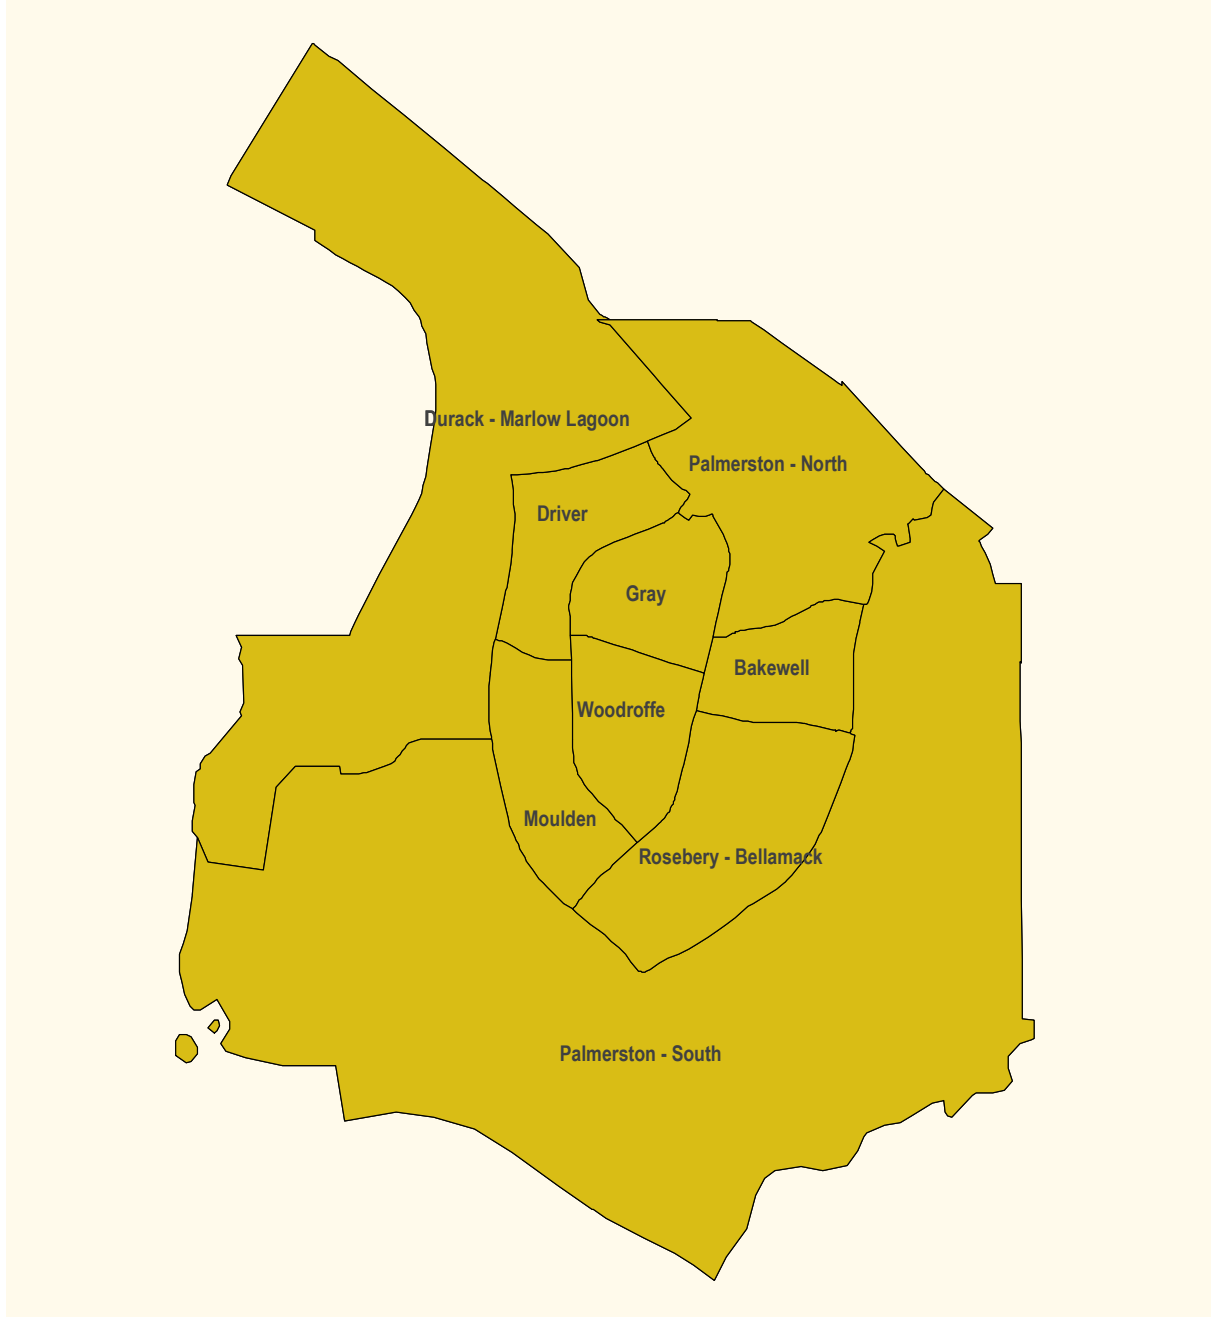 Durack - Marlow Lagoon
Palmerston - North
Driver
Gray
Bakewell
Woodroffe
Moulden
Rosebery - Bellamack
Palmerston - South